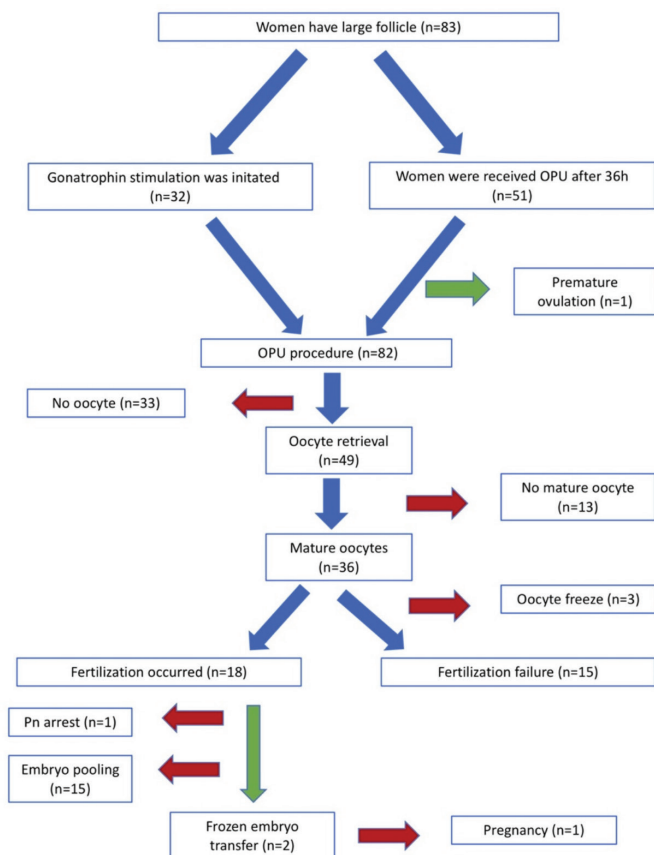 Women have large follicle (n=83)
Gonatrophin stimulation was initated
(n=32)
Women were received OPU after 36h
(n=51)
Premature
ovulation (n=1)
OPU procedure (n=82)
No oocyte (n=33)
Oocyte retrieval
(n=49)
No mature oocyte
(n=13)
Mature oocytes
(n=36)
Oocyte freeze (n=3)
Fertilization occurred (n=18)
Fertilization failure (n=15)
Pn arrest (n=1)
Embryo pooling
(n=15)
Frozen embryo
transfer (n=2)
Pregnancy (n=1)